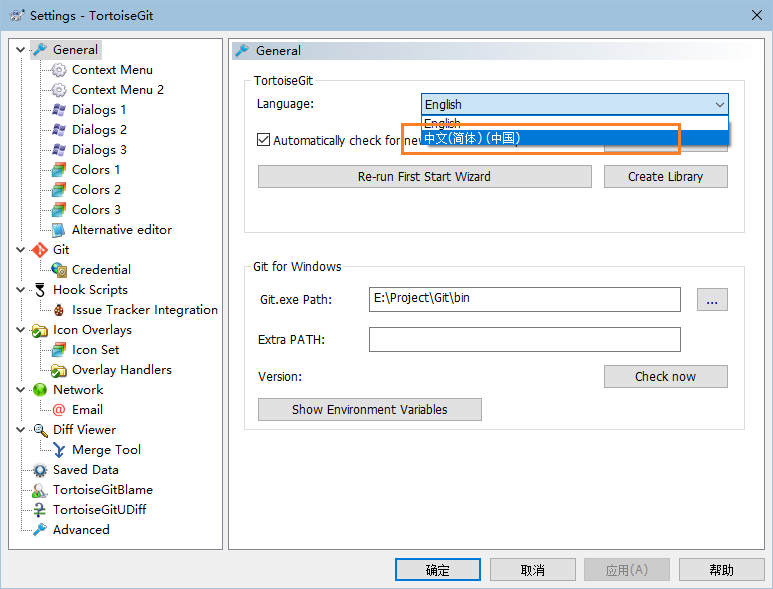 Settings - TortoiseGit
General
Context Menu
Context Menu 2
Dialogs 1
Dialogs 2
Dialogs 3
Colors 1
Colors 2
Colors 3
Alternative editor
Git
Credential
Hook Scripts
Issue Tracker Integration
Icon Overlays
Icon Set
Overlay Handlers
Network
Email
Diff Viewer
Merge Tool
Saved Data
TortoiseGitBlame
TortoiseGitUDiff
Advanced
General
TortoiseGit
Language:
English
English
中文(简体) (中国)
Automatically check for
Re-run First Start Wizard
Create Library
Git for Windows
Git.exe Path:
E:\Project\Git\bin
...
Extra PATH:
Version:
Check now
Show Environment Variables
确定
取消
应用(A)
帮助